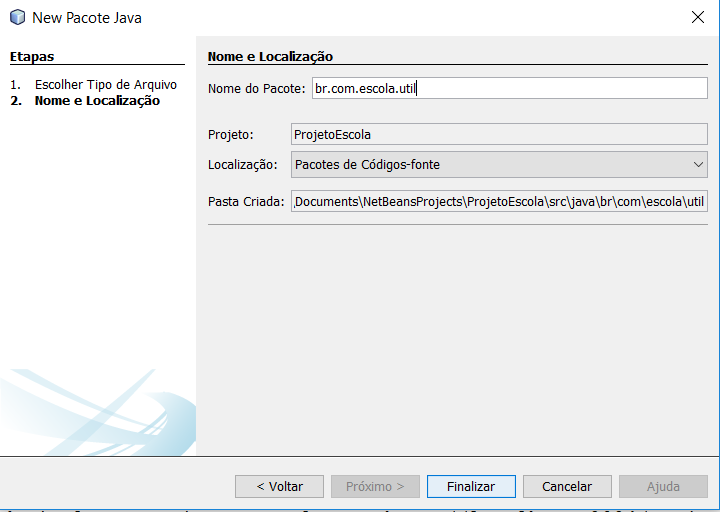 New Pacote Java
Etapas
1. Escolher Tipo de Arquivo
2. Nome e Localização
Nome e Localização
Nome do Pacote: br.com.escola.util
Projeto: ProjetoEscola
Localização: Pacotes de Códigos-fonte
Pasta Criada: \Documents\NetBeansProjects\ProjetoEscola\src\java\br\com\escola\util
< Voltar Próximo > Finalizar Cancelar Ajuda